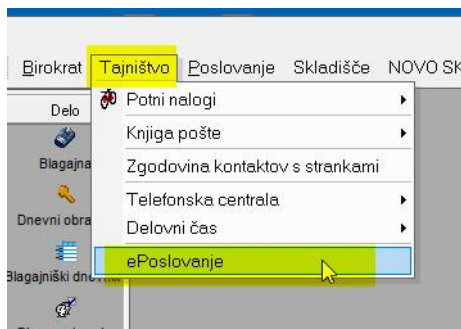 Birokrat Tajništvo Poslovanje Skladišče NOVO SK
Delo
Blagajna
Dnevni obra
Blagajniški
Potni nalogi
Knjiga pošte
Zgodovina kontaktov s strankami
Telefonska centrala
Delovni čas
ePoslovanje